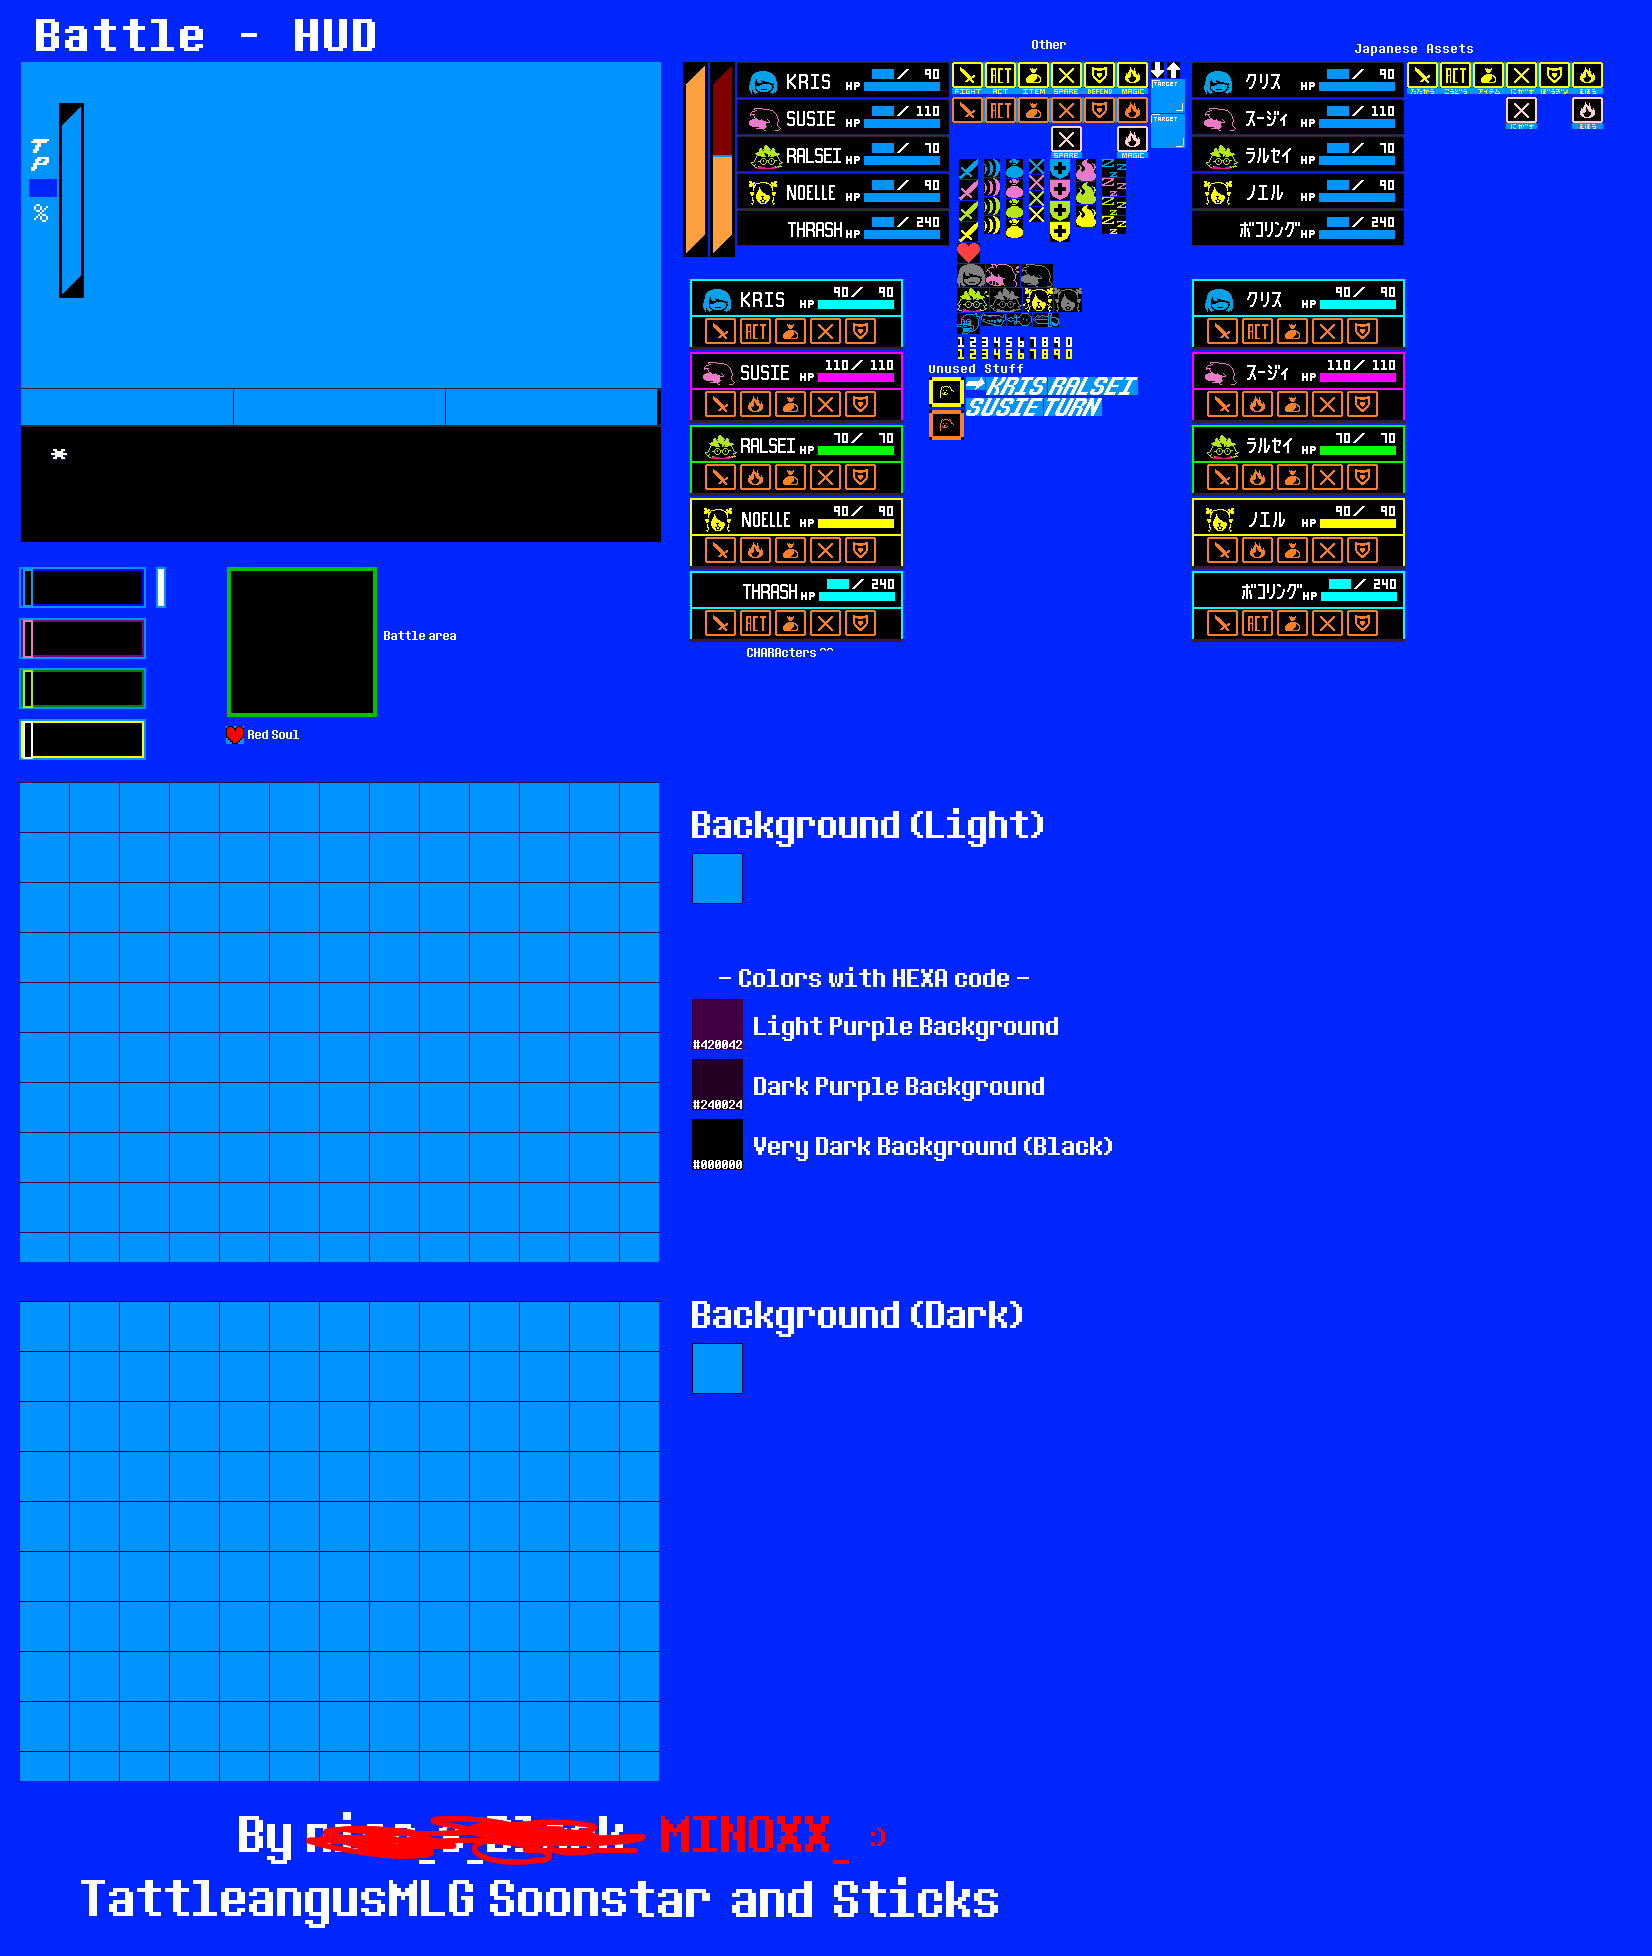 Battle - HUD
Other
Japanese Assets
TP
%
*
KRIS HP / 90
SUSIE HP / 110
RALSEI HP / 70
NOELLE HP / 90
THRASH HP / 240
ACT ACT
FIGHT ACT ITEM SPARE DEFEND MAGIC
ACT
SPARE MAGIC
TARGET
TARGET
クリス HP / 90
スージィ HP / 110
ラルセイ HP / 70
ノエル HP / 90
ボコリング HP / 240
KRIS HP 90/ 90
ACT
SUSIE HP 110/ 110
RALSEI HP 70/ 70
NOELLE HP 90/ 90
THRASH HP / 240
ACT
CHARActers ^^
1 2 3 4 5 6 7 8 9 0
1 2 3 4 5 6 7 8 9 0
Unused Stuff
KRIS RALSEI
SUSIE TURN
クリス HP 90/ 90
ACT
スージィ HP 110/ 110
ラルセイ HP 70/ 70
ノエル HP 90/ 90
ボコリング HP / 240
ACT
Battle area
Red Soul
Background (Light)
- Colors with HEXA code -
#420042 Light Purple Background
#240024 Dark Purple Background
#000000 Very Dark Background (Black)
Background (Dark)
By MINOXX_ :)
TattleangusMLG Soonstar and Sticks